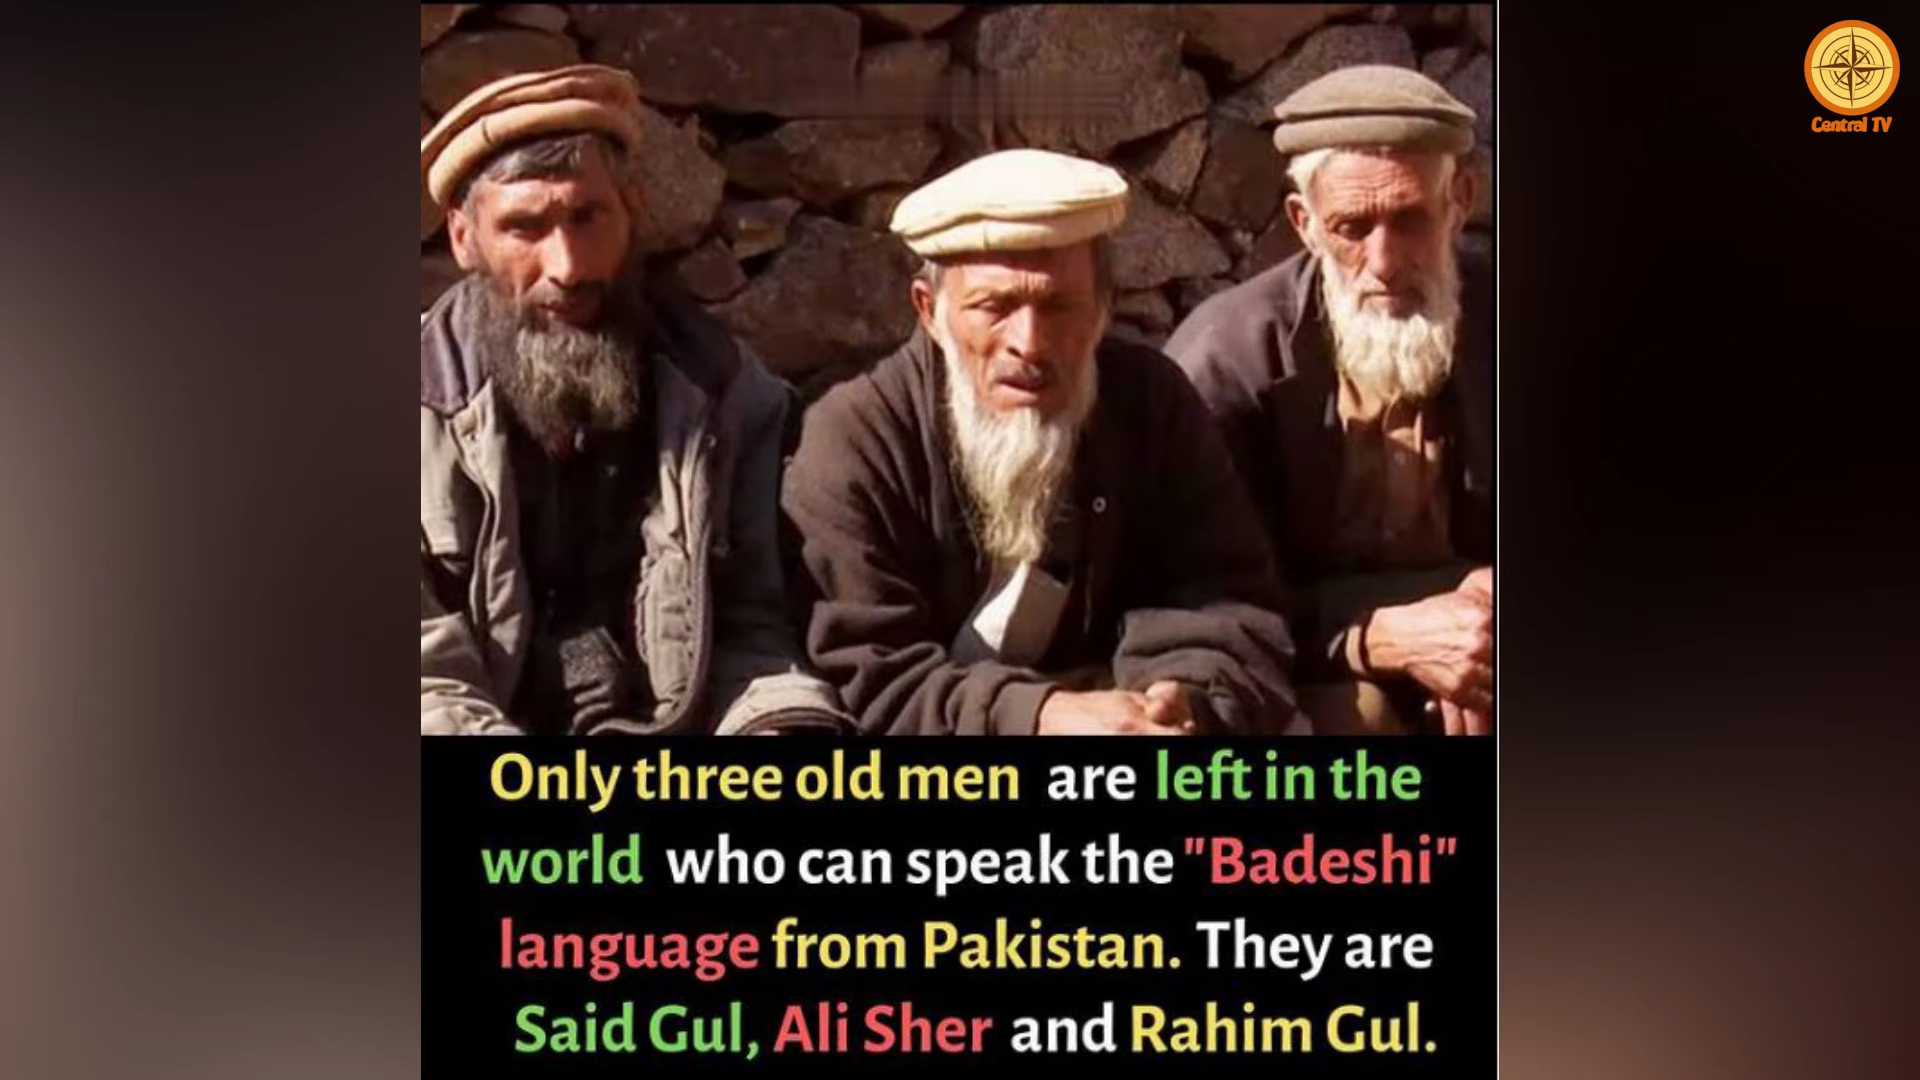 Central TV
Only three old men are left in the
world who can speak the "Badeshi"
language from Pakistan. They are
Said Gul, Ali Sher and Rahim Gul.